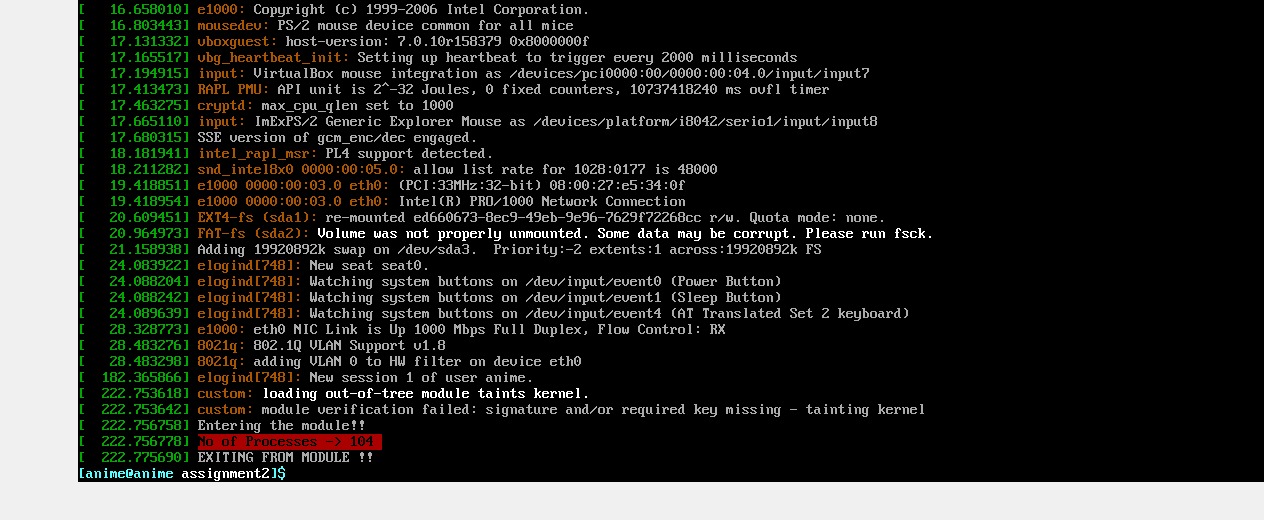 [   16.658010] e1000: Copyright (c) 1999-2006 Intel Corporation.
[   16.803443] mousedev: PS/2 mouse device common for all mice
[   17.131332] vboxguest: host-version: 7.0.10r158379 0x8000000f
[   17.165517] vbg_heartbeat_init: Setting up heartbeat to trigger every 2000 milliseconds
[   17.194915] input: VirtualBox mouse integration as /devices/pci0000:00/0000:00:04.0/input/input7
[   17.413473] RAPL PMU: API unit is 2^-32 Joules, 0 fixed counters, 10737418240 ms ovfl timer
[   17.463275] cryptd: max_cpu_qlen set to 1000
[   17.665110] input: ImExPS/2 Generic Explorer Mouse as /devices/platform/i8042/serio1/input/input8
[   17.680315] SSE version of gcm_enc/dec engaged.
[   18.181941] intel_rapl_msr: PL4 support detected.
[   18.211282] snd_intel8x0 0000:00:05.0: allow list rate for 1028:0177 is 48000
[   19.418851] e1000 0000:00:03.0 eth0: (PCI:33MHz:32-bit) 08:00:27:e5:34:0f
[   19.418954] e1000 0000:00:03.0 eth0: Intel(R) PRO/1000 Network Connection
[   20.609451] EXT4-fs (sda1): re-mounted ed660673-8ec9-49eb-9e96-7629f72268cc r/w. Quota mode: none.
[   20.964973] FAT-fs (sda2): Volume was not properly unmounted. Some data may be corrupt. Please run fsck.
[   21.158938] Adding 19920892k swap on /dev/sda3.  Priority:-2 extents:1 across:19920892k FS
[   24.083922] elogind[748]: New seat seat0.
[   24.088204] elogind[748]: Watching system buttons on /dev/input/event0 (Power Button)
[   24.088242] elogind[748]: Watching system buttons on /dev/input/event1 (Sleep Button)
[   24.089639] elogind[748]: Watching system buttons on /dev/input/event4 (AT Translated Set 2 keyboard)
[   28.328773] e1000: eth0 NIC Link is Up 1000 Mbps Full Duplex, Flow Control: RX
[   28.483276] 8021q: 802.1Q VLAN Support v1.8
[   28.483298] 8021q: adding VLAN 0 to HW filter on device eth0
[  182.365866] elogind[748]: New session 1 of user anime.
[  222.753618] custom: loading out-of-tree module taints kernel.
[  222.753642] custom: module verification failed: signature and/or required key missing - tainting kernel
[  222.756758] Entering the module!!
[  222.756778] No of Processes -> 104
[  222.775690] EXITING FROM MODULE !!
[anime@anime assignment2]$